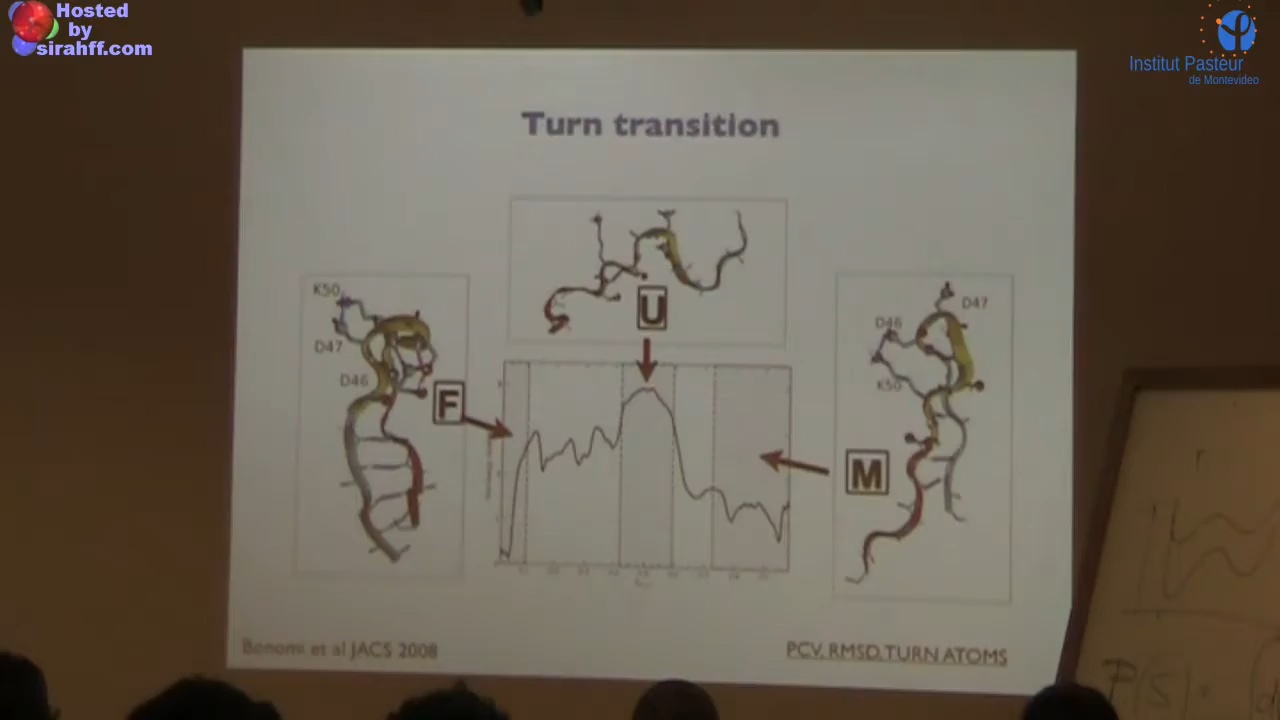 Hosted
by
sirahff.com
Institut Pasteur
de Montevideo
Turn transition
K50
D47
D46
F
U
D47
D46
K50
M
Bonomi et al JACS 2008
PCV, RMSD, TURN ATOMS